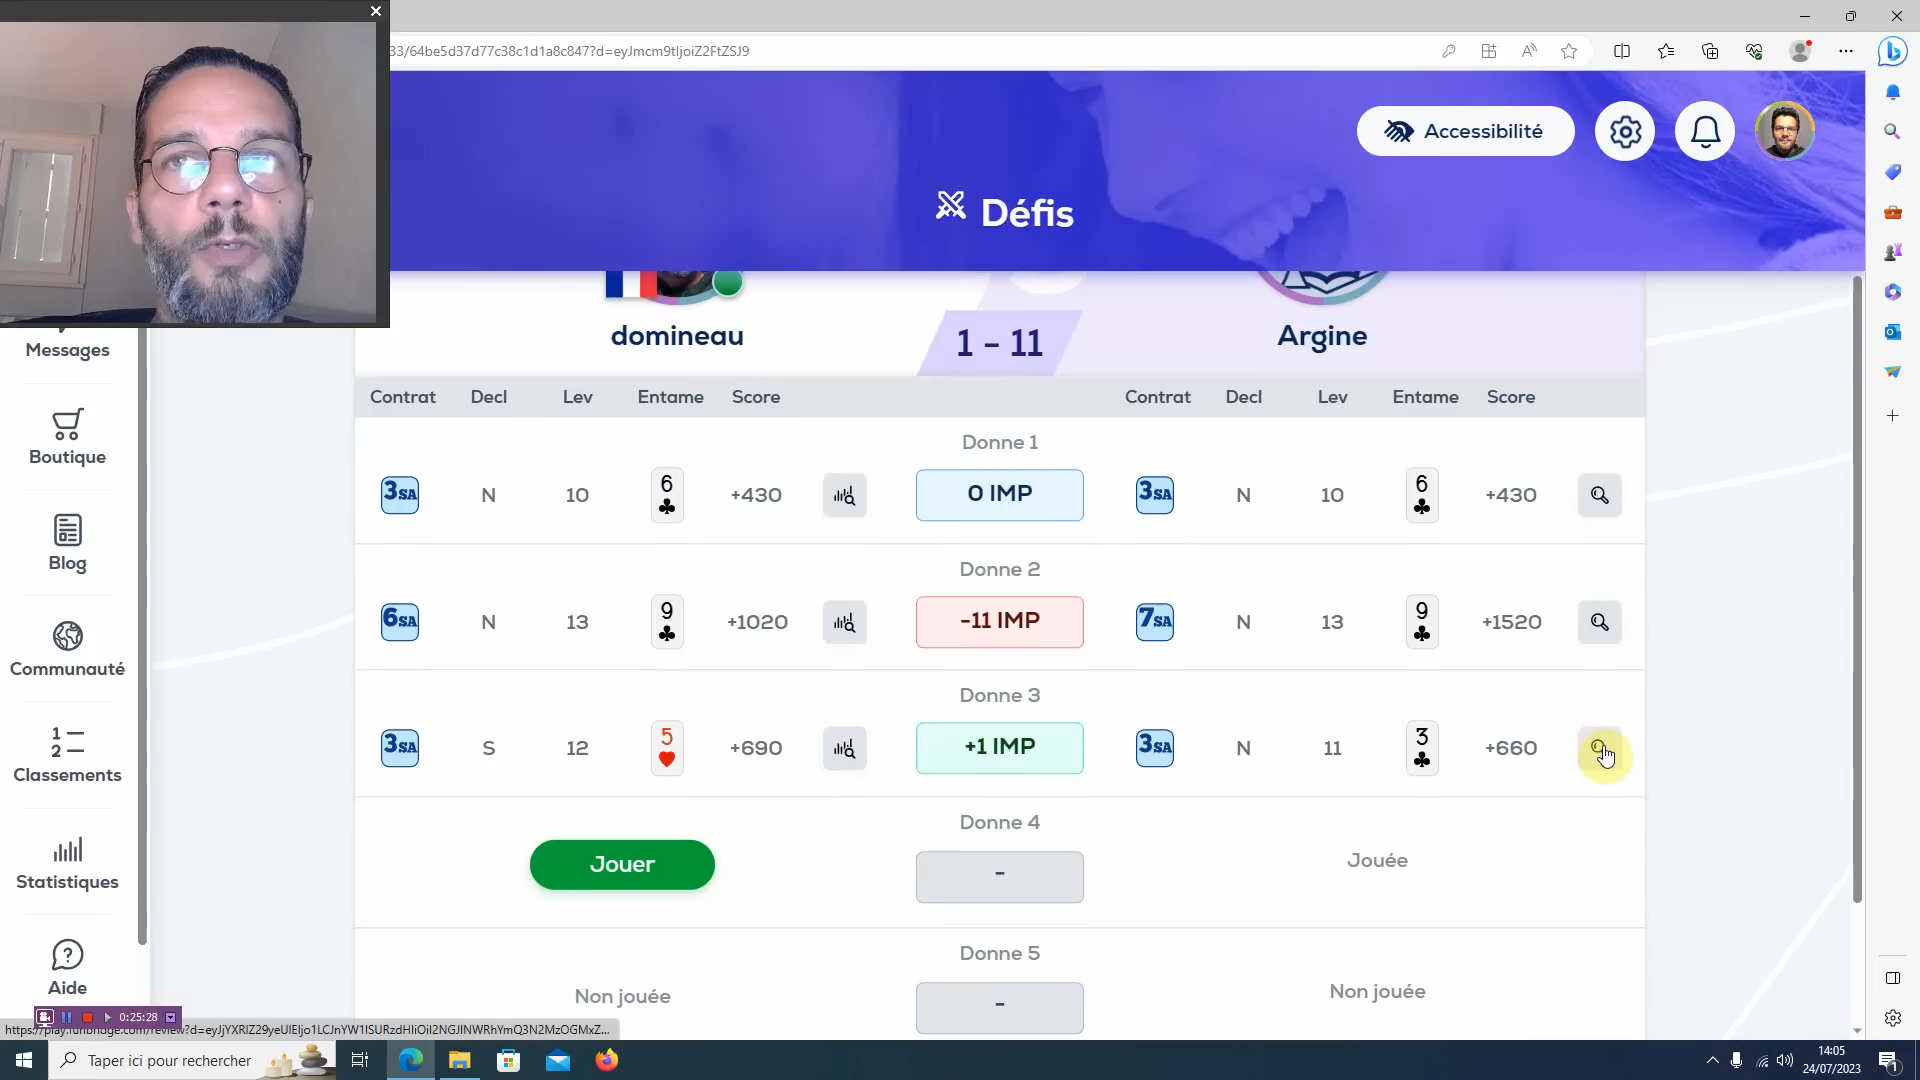 33/64be5d37d77c38c1d1a8c847?d=eyJmcm9tIjoiZ2FtZSJ9
Accessibilité
Défis
domineau
1 - 11
Argine
Messages
Boutique
Blog
Communauté
1
2
Classements
Statistiques
Aide
Contrat Decl Lev Entame Score Contrat Decl Lev Entame Score
Donne 1
3SA N 10 6♣ +430 0 IMP 3SA N 10 6♣ +430
Donne 2
6SA N 13 9♣ +1020 -11 IMP 7SA N 13 9♣ +1520
Donne 3
3SA S 12 5♥ +690 +1 IMP 3SA N 11 3♣ +660
Donne 4
Jouer - Jouée
Donne 5
Non jouée - Non jouée
0:25:28
Taper ici pour rechercher
14:05
24/07/2023
1